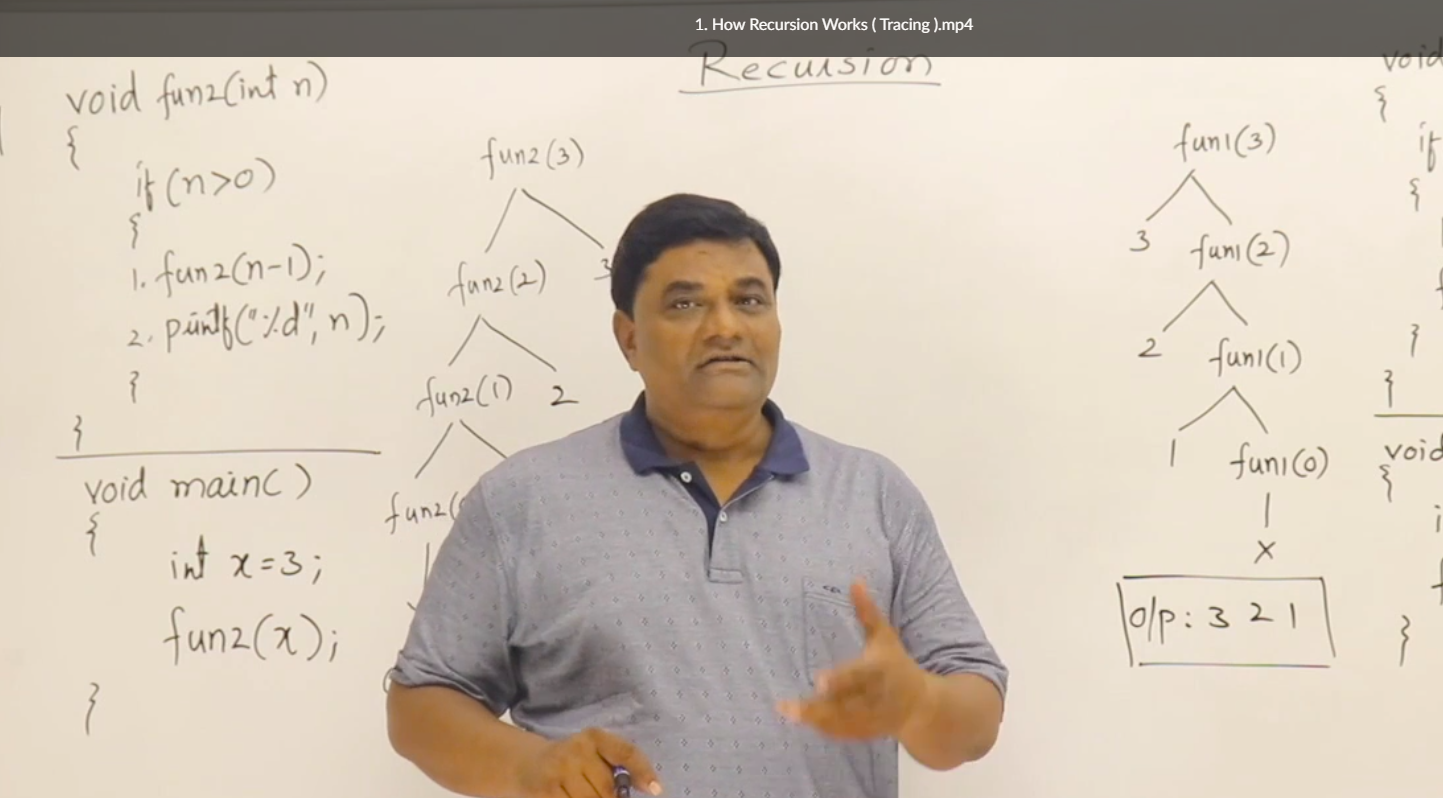 1. How Recursion Works ( Tracing ).mp4
Recursion
void fun2(int n)
{
if (n>0)
{
1. fun2(n-1);
2. printf("%d", n);
}
}
void main()
{
int x=3;
fun2(x);
}
fun2(3)
fun2(2) 3
fun2(1) 2
fun2(
fun1(3)
3 fun1(2)
2 fun1(1)
1 fun1(0)
X
o/p: 3 2 1
void
{
if
{
}
}
void
{
}